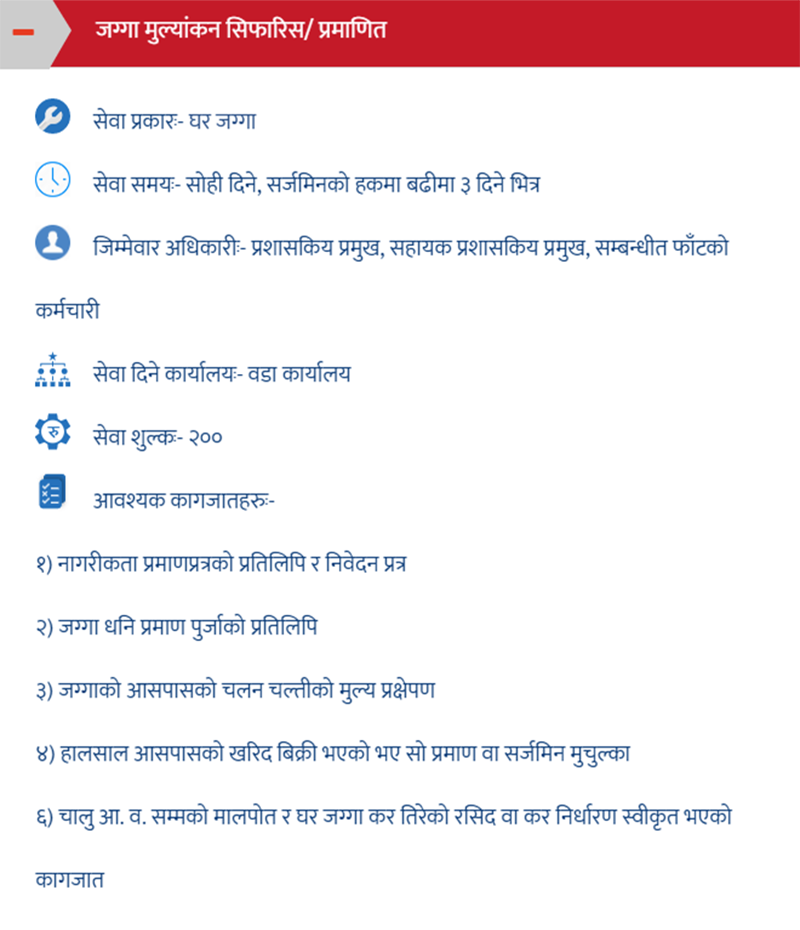 जग्गा मुल्यांकन सिफारिस/ प्रमाणित
सेवा प्रकारः- घर जग्गा
सेवा समयः- सोही दिने, सर्जमिनको हकमा बढीमा ३ दिने भित्र
जिम्मेवार अधिकारीः- प्रशासकिय प्रमुख, सहायक प्रशासकिय प्रमुख, सम्बन्धीत फाँटको
कर्मचारी
सेवा दिने कार्यालयः- वडा कार्यालय
रु
सेवा शुल्कः- २००
आवश्यक कागजातहरुः-
१) नागरीकता प्रमाणप्रत्रको प्रतिलिपि र निवेदन प्रत्र
२) जग्गा धनि प्रमाण पुर्जाको प्रतिलिपि
३) जग्गाको आसपासको चलन चल्तीको मुल्य प्रक्षेपण
४) हालसाल आसपासको खरिद बिक्री भएको भए सो प्रमाण वा सर्जमिन मुचुल्का
६) चालु आ. व. सम्मको मालपोत र घर जग्गा कर तिरेको रसिद वा कर निर्धारण स्वीकृत भएको
कागजात